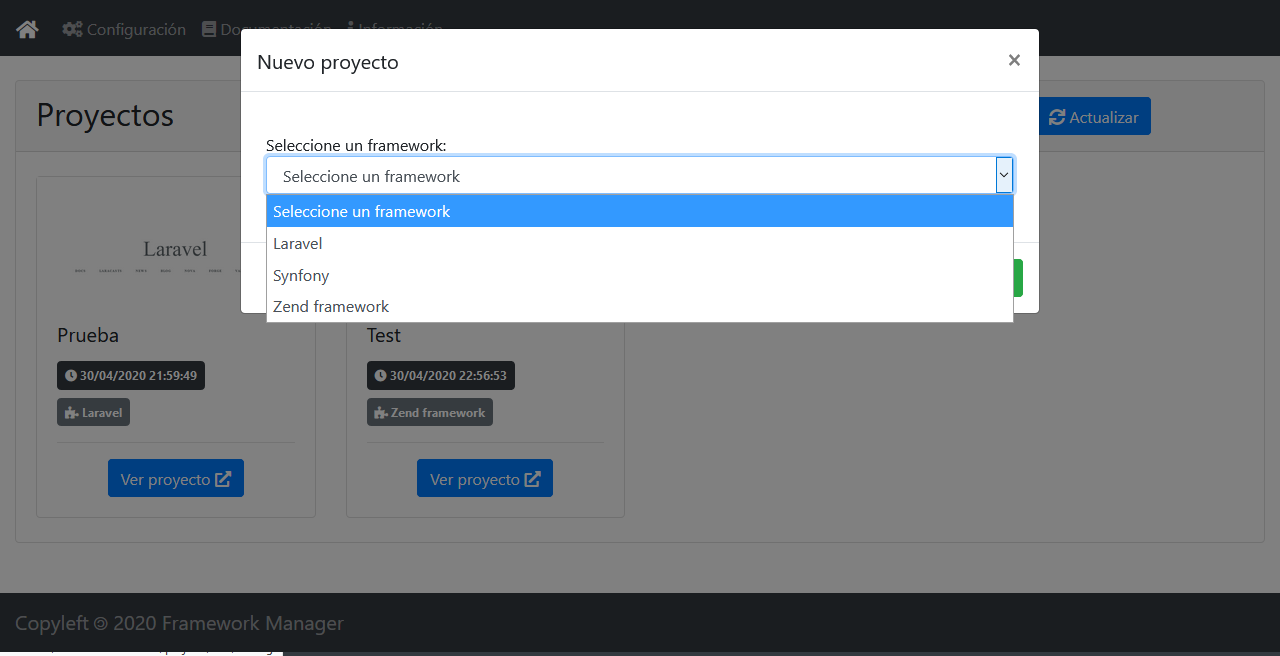 Configuración
Nuevo proyecto
×
Proyectos
Actualizar
Seleccione un framework:
Seleccione un framework
Seleccione un framework
Laravel
Synfony
Zend framework
Laravel
Prueba
30/04/2020 21:59:49
Laravel
Ver proyecto
Test
30/04/2020 22:56:53
Zend framework
Ver proyecto
Copyleft 🄯 2020 Framework Manager